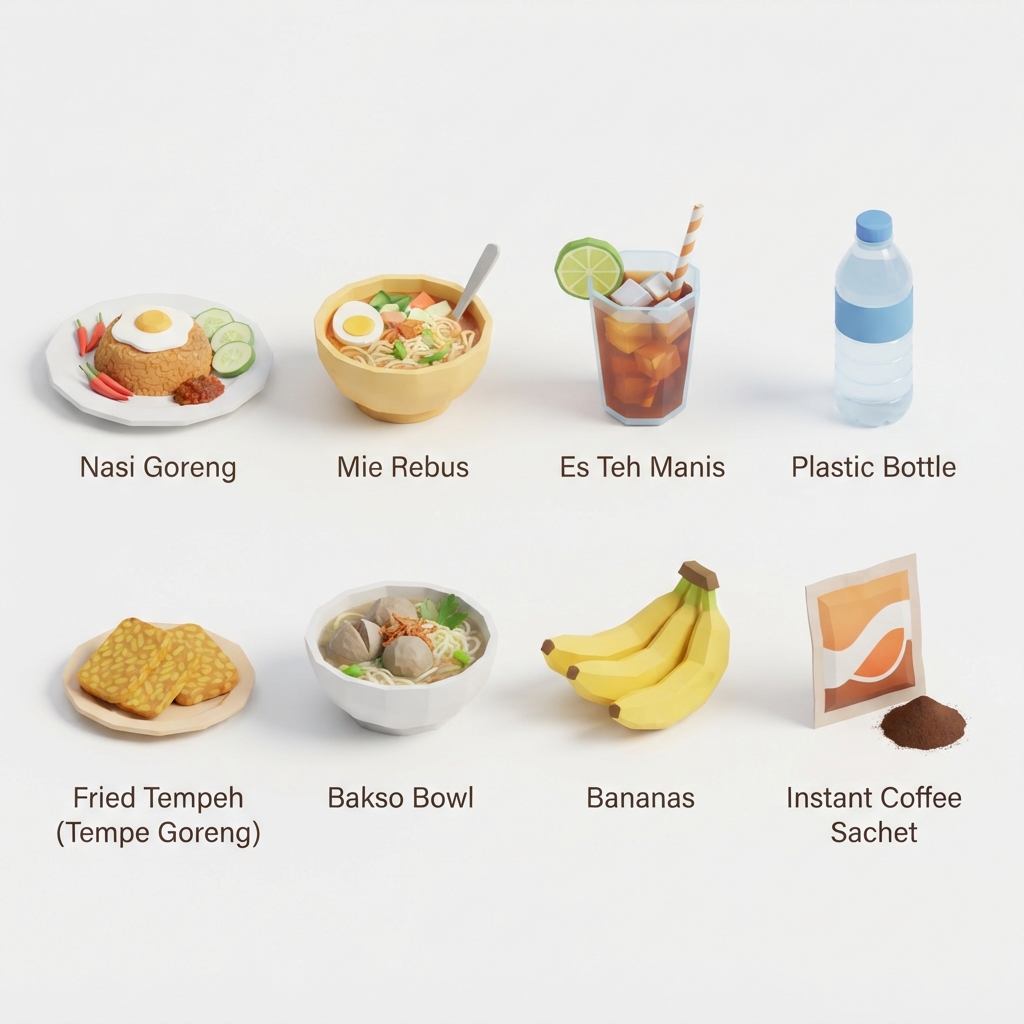 Nasi Goreng
Mie Rebus
Es Teh Manis
Plastic Bottle
Fried Tempeh
(Tempe Goreng)
Bakso Bowl
Bananas
Instant Coffee
Sachet